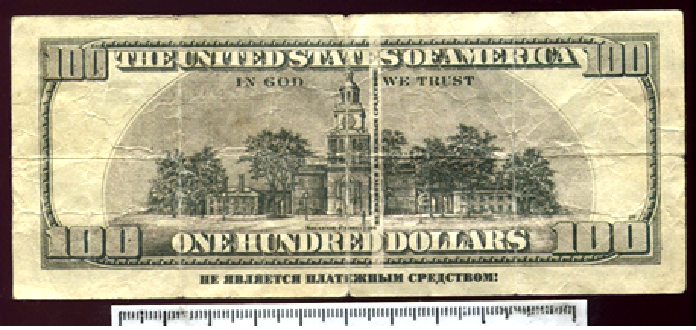 100 THE UNITED STATES OF AMERICA 100
IN GOD WE TRUST
100 ONE HUNDRED DOLLARS 100
НЕ ЯВЛЯЕТСЯ ПЛАТЕЖНЫМ СРЕДСТВОМ!